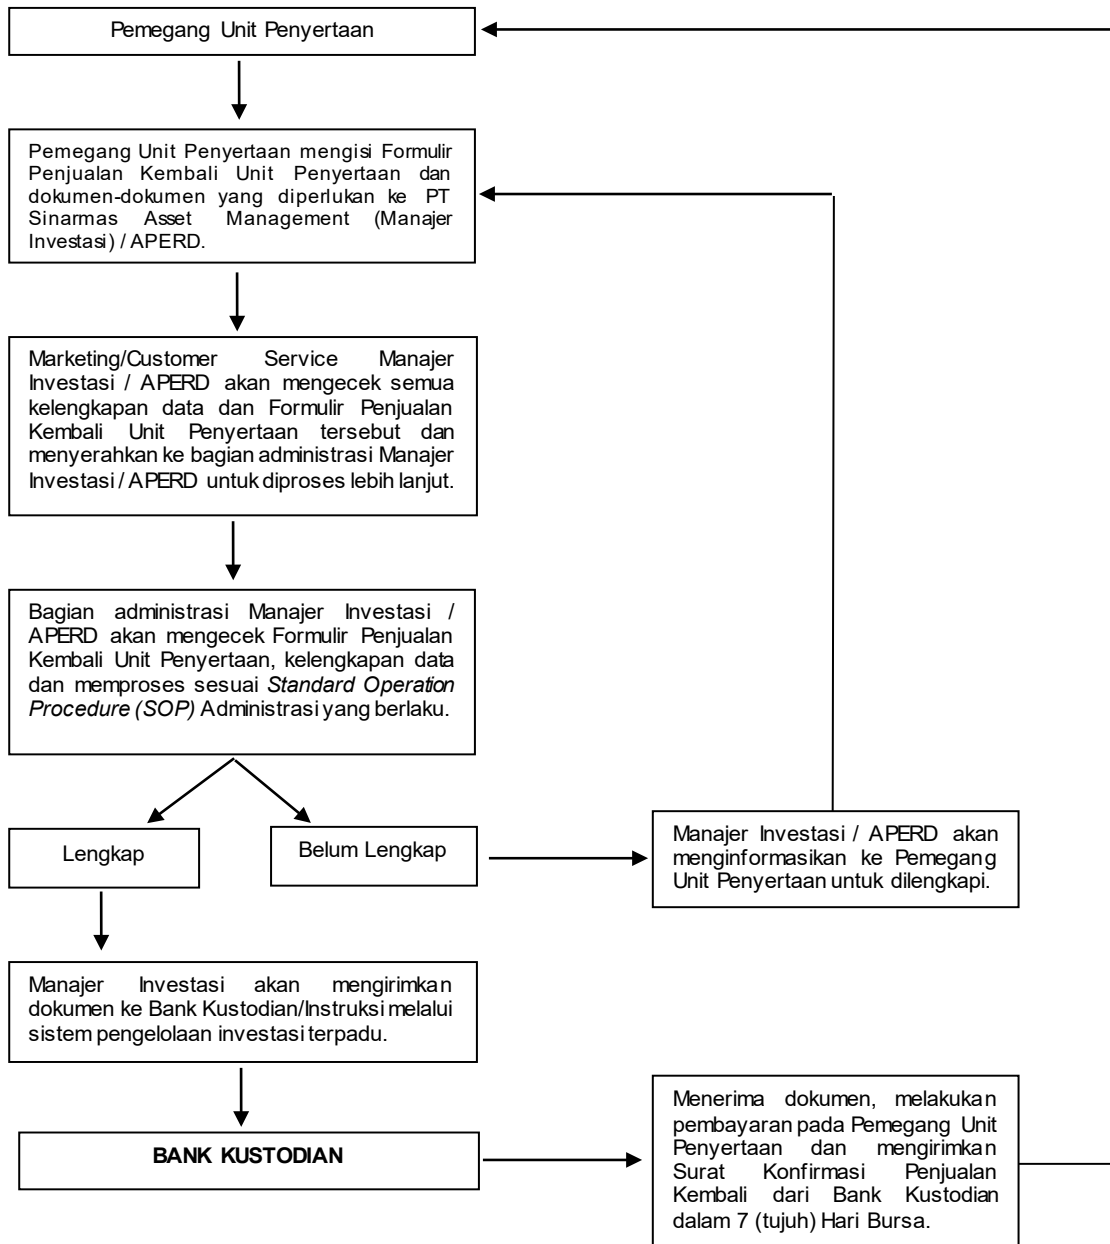 Pemegang Unit Penyertaan
Pemegang Unit Penyertaan mengisi Formulir
Penjualan Kembali Unit Penyertaan dan
dokumen-dokumen yang diperlukan ke PT
Sinarmas Asset Management (Manajer
Investasi) / APERD.
Marketing/Customer Service Manajer
Investasi / APERD akan mengecek semua
kelengkapan data dan Formulir Penjualan
Kembali Unit Penyertaan tersebut dan
menyerahkan ke bagian administrasi Manajer
Investasi / APERD untuk diproses lebih lanjut.
Bagian administrasi Manajer Investasi /
APERD akan mengecek Formulir Penjualan
Kembali Unit Penyertaan, kelengkapan data
dan memproses sesuai Standard Operation
Procedure (SOP) Administrasi yang berlaku.
Lengkap
Belum Lengkap
Manajer Investasi / APERD akan
menginformasikan ke Pemegang
Unit Penyertaan untuk dilengkapi.
Manajer Investasi akan mengirimkan
dokumen ke Bank Kustodian/Instruksi melalui
sistem pengelolaan investasi terpadu.
BANK KUSTODIAN
Menerima dokumen, melakukan
pembayaran pada Pemegang Unit
Penyertaan dan mengirimkan
Surat Konfirmasi Penjualan
Kembali dari Bank Kustodian
dalam 7 (tujuh) Hari Bursa.